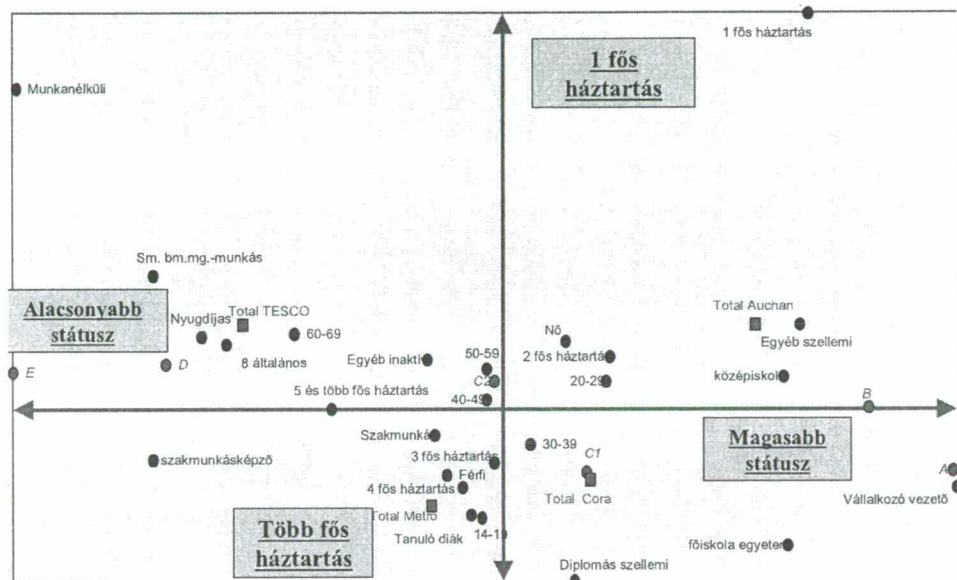 1 fős háztartás
1 fős
háztartás
Munkanélküli
Sm. bm.mg.-munkás
Alacsonyabb
státusz
Nyugdíjas
Total TESCO
60-69
8 általános
Egyéb inaktí
50-59
Nő
2 fős háztartás
Total Auchan
Egyéb szellemi
E
D
C2
20-29
középiskol
5 és több fős háztartás
40-49
B
Szakmunká
30-39
Magasabb
státusz
szakmunkásképző
3 fős háztartás
C1
A
Férfi
4 fős háztartás
Total Cora
Vállalkozó vezető
Total Metro
Több fős
háztartás
Tanuló diák
14-19
főiskola egyetem
Diplomás szellemi